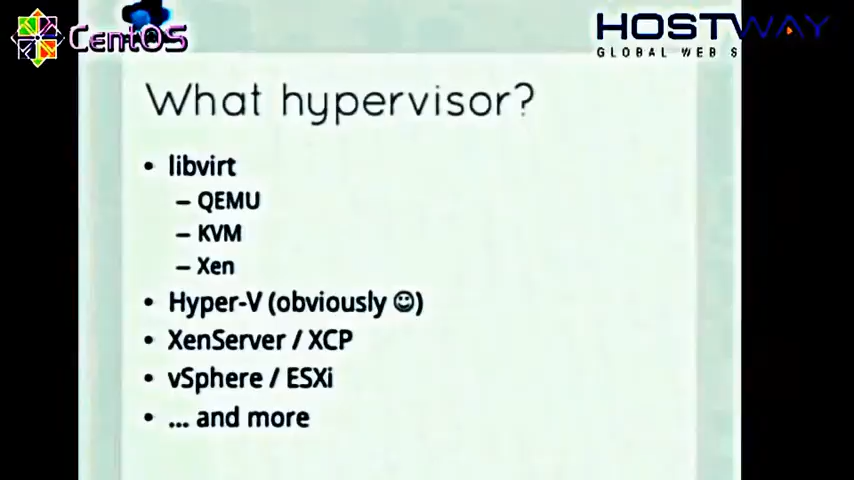 CentOS
HOSTWAY
GLOBAL WEB S
What hypervisor?
• libvirt
– QEMU
– KVM
– Xen
• Hyper-V (obviously ☺)
• XenServer / XCP
• vSphere / ESXi
• ... and more